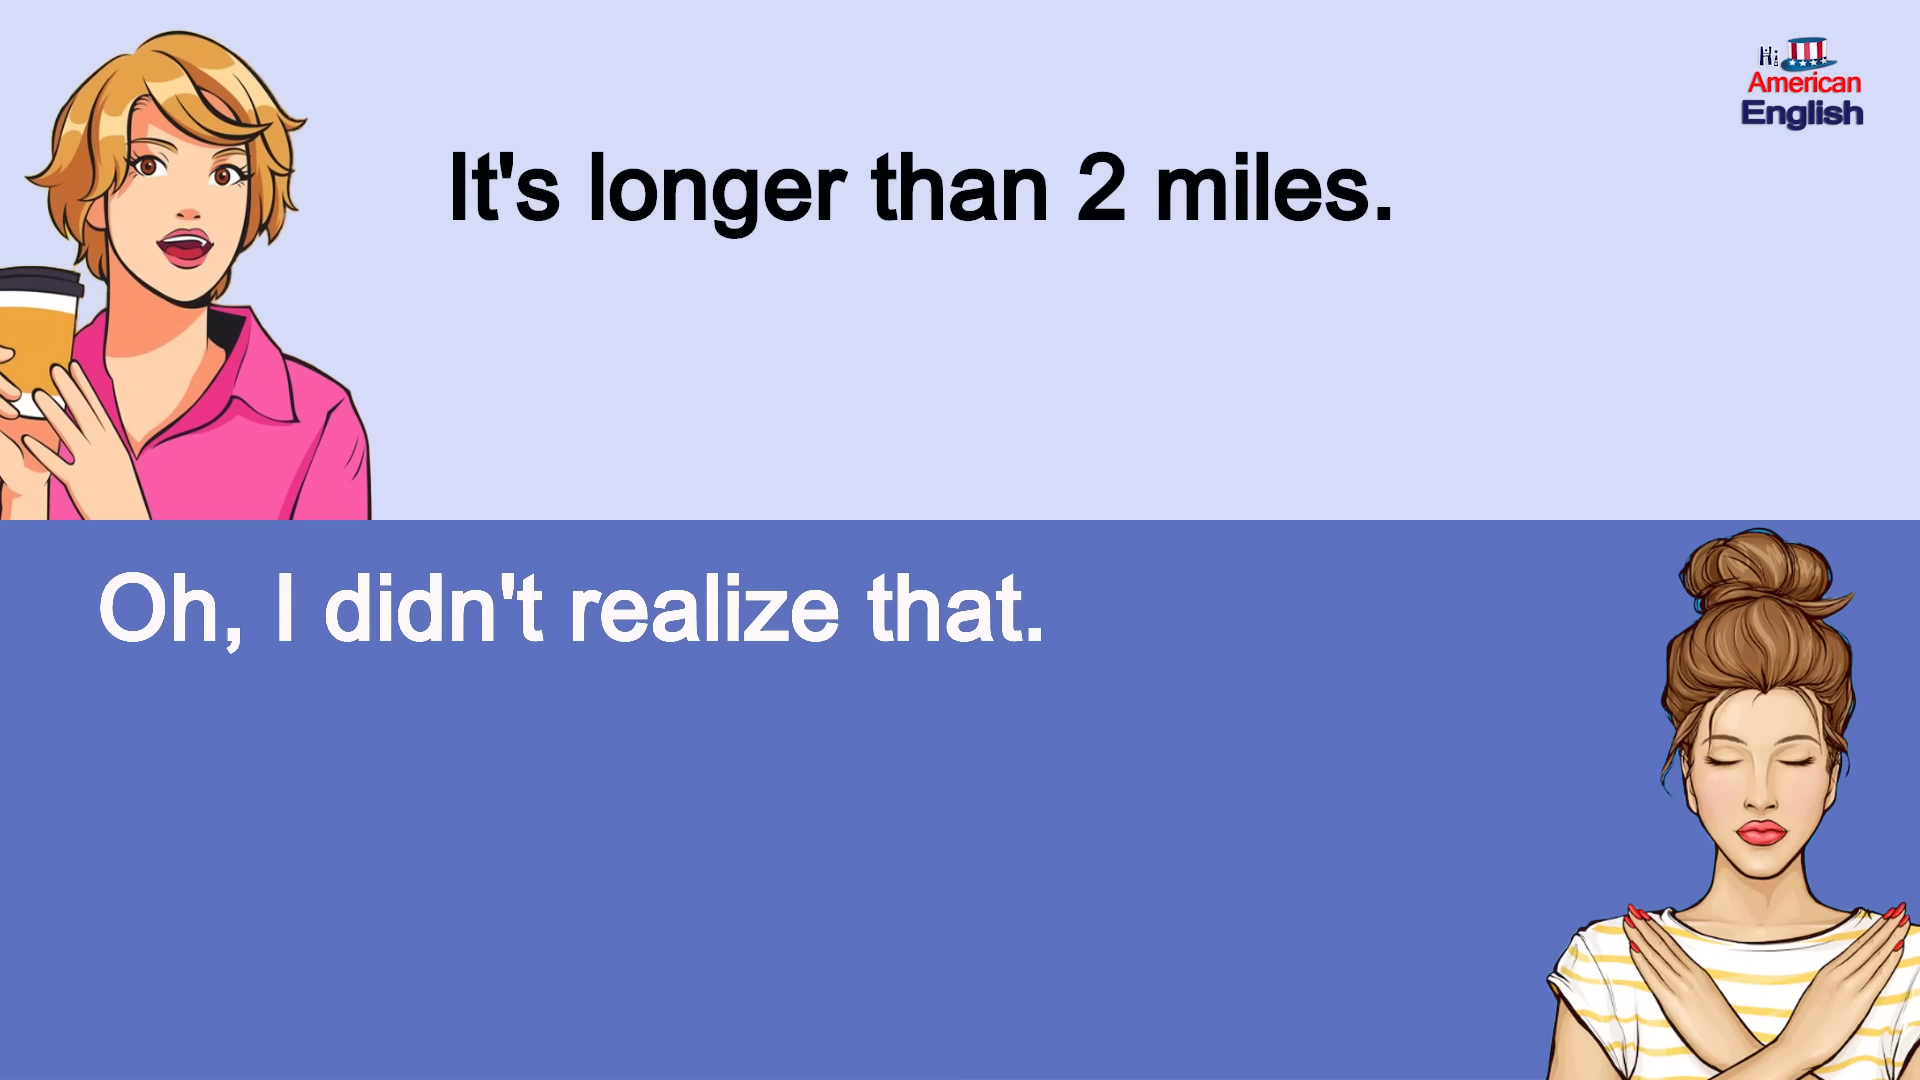 Hi
American
English
It's longer than 2 miles.
Oh, I didn't realize that.